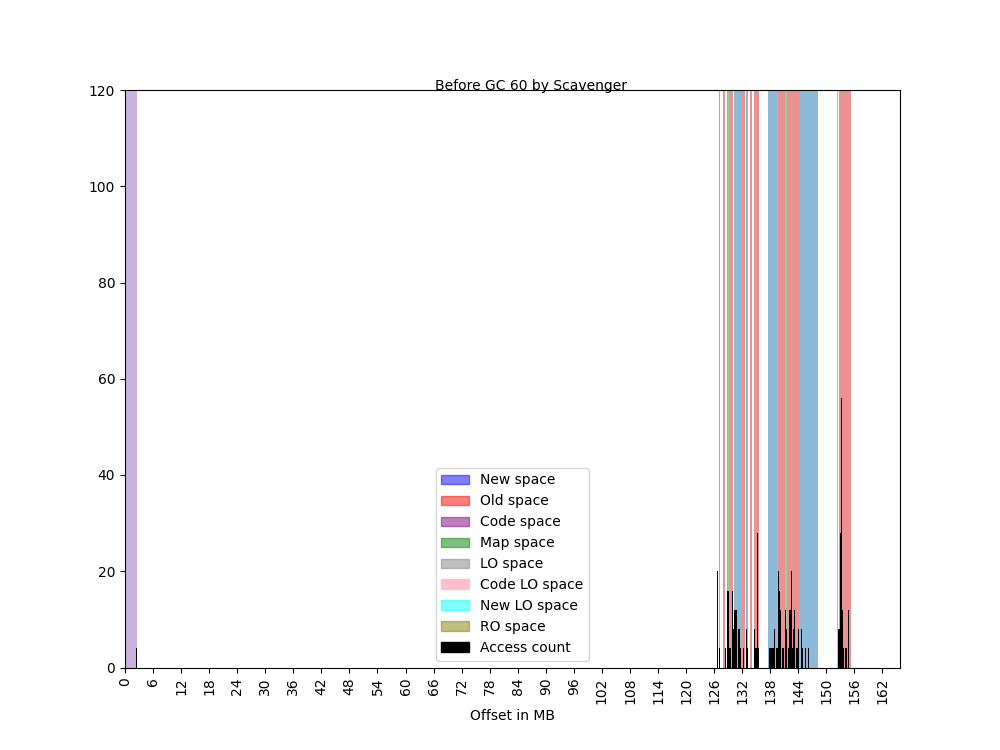 Before GC 60 by Scavenger
120
100
80
60
40
20
0
New space
Old space
Code space
Map space
LO space
Code LO space
New LO space
RO space
Access count
0 6 12 18 24 30 36 42 48 54 60 66 72 78 84 90 96 102 108 114 120 126 132 138 144 150 156 162
Offset in MB